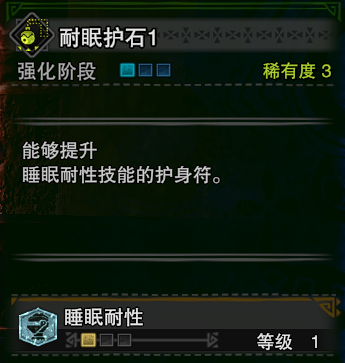 耐眠护石1
强化阶段 稀有度 3
能够提升
睡眠耐性技能的护身符。
睡眠耐性
等级 1